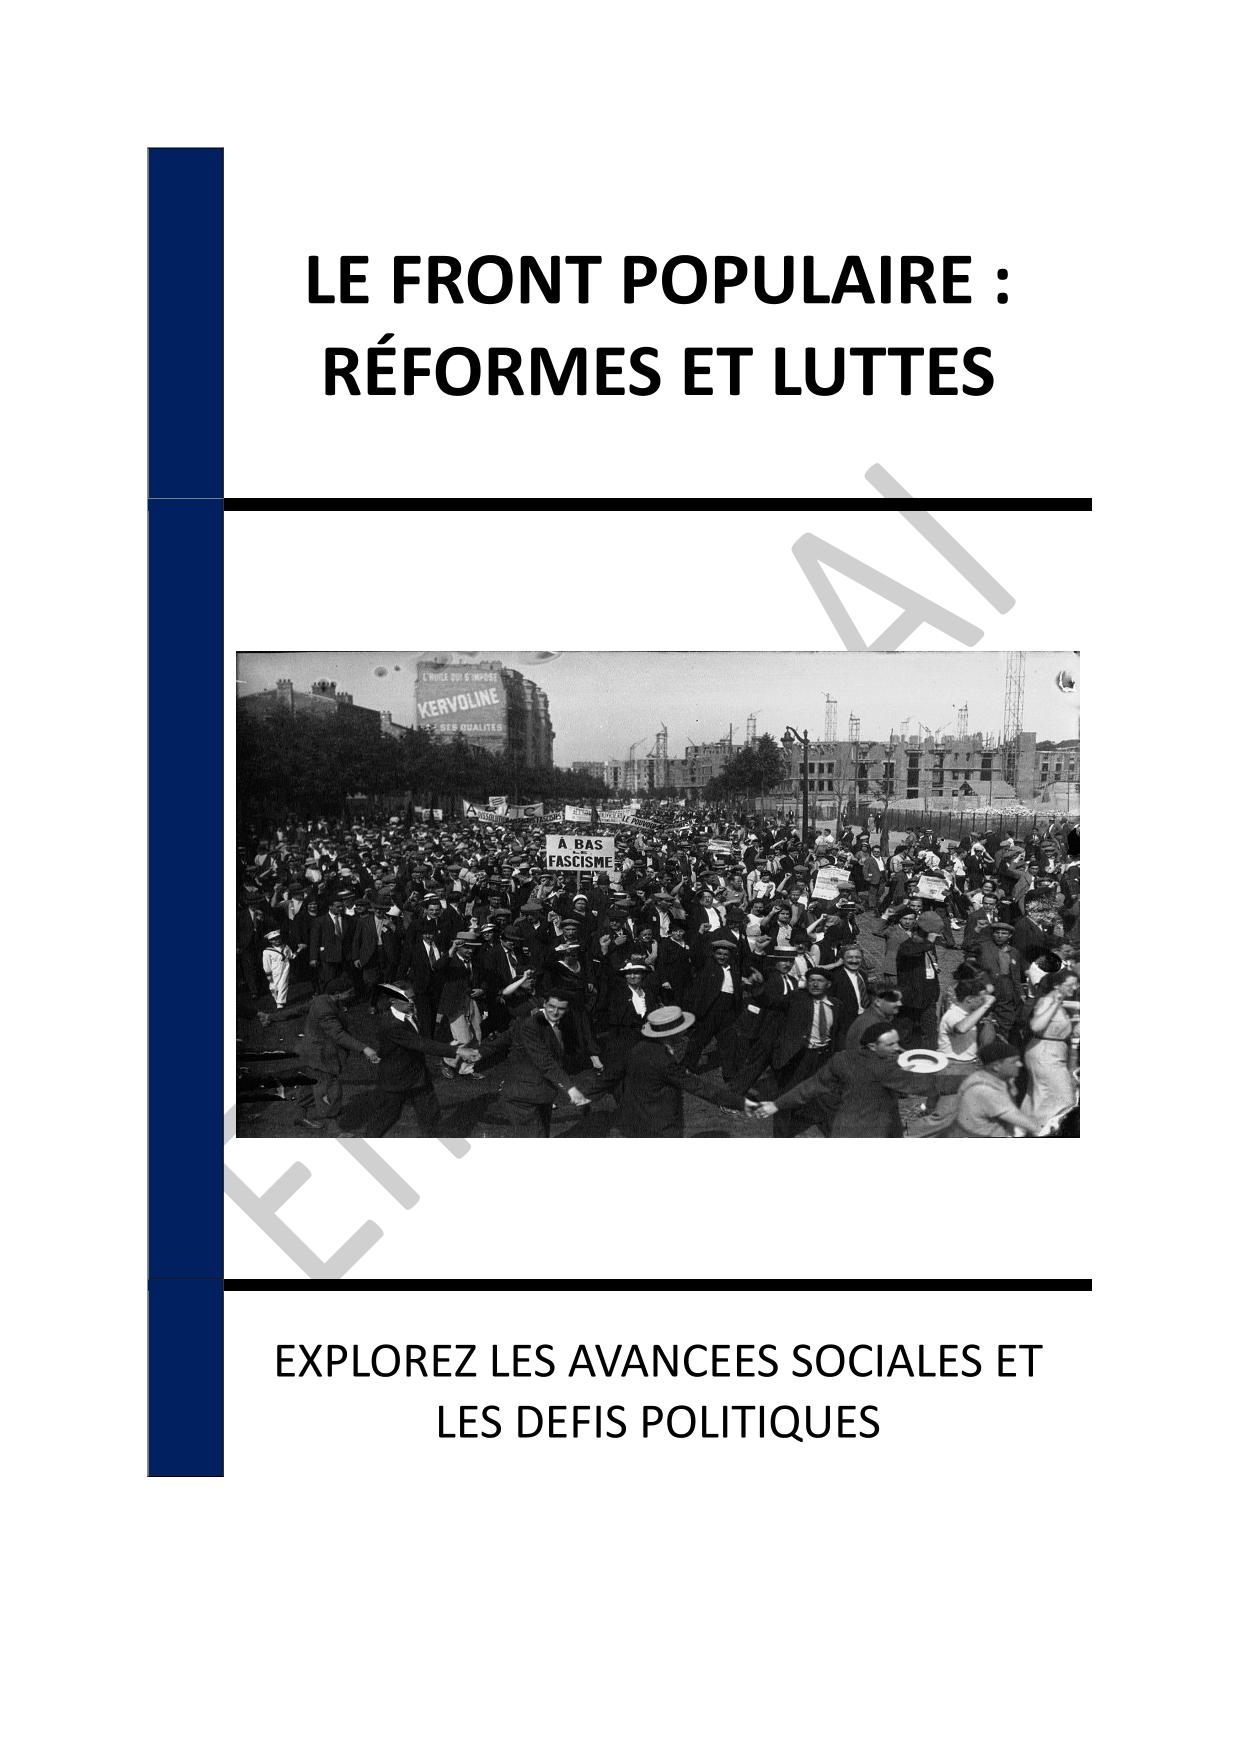 LE FRONT POPULAIRE :
RÉFORMES ET LUTTES
L'HUILE QUI S'IMPOSE
KERVOLINE
SES QUALITÉS
À BAS
LE
FASCISME
EXPLOREZ LES AVANCEES SOCIALES ET
LES DEFIS POLITIQUES